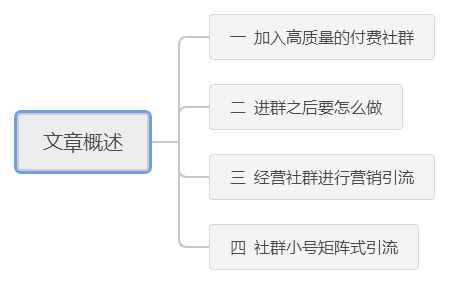 文章概述
一 加入高质量的付费社群
二 进群之后要怎么做
三 经营社群进行营销引流
四 社群小号矩阵式引流